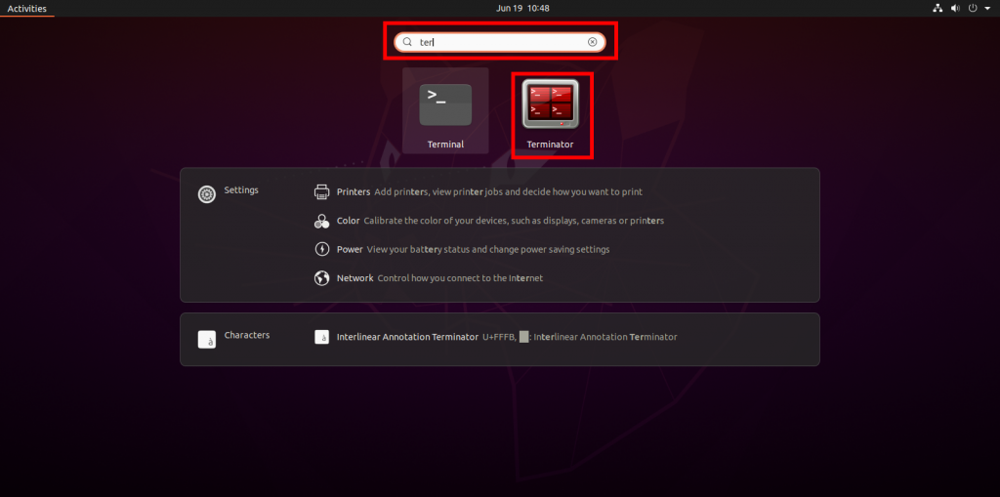 Activities Jun 19 10:48
ter
>_ >_ >_
>_ >_
Terminal Terminator
Settings Printers Add printers, view printer jobs and decide how you want to print
Color Calibrate the color of your devices, such as displays, cameras or printers
Power View your battery status and change power saving settings
Network Control how you connect to the Internet
Characters à à Interlinear Annotation Terminator U+FFFB, : Interlinear Annotation Terminator